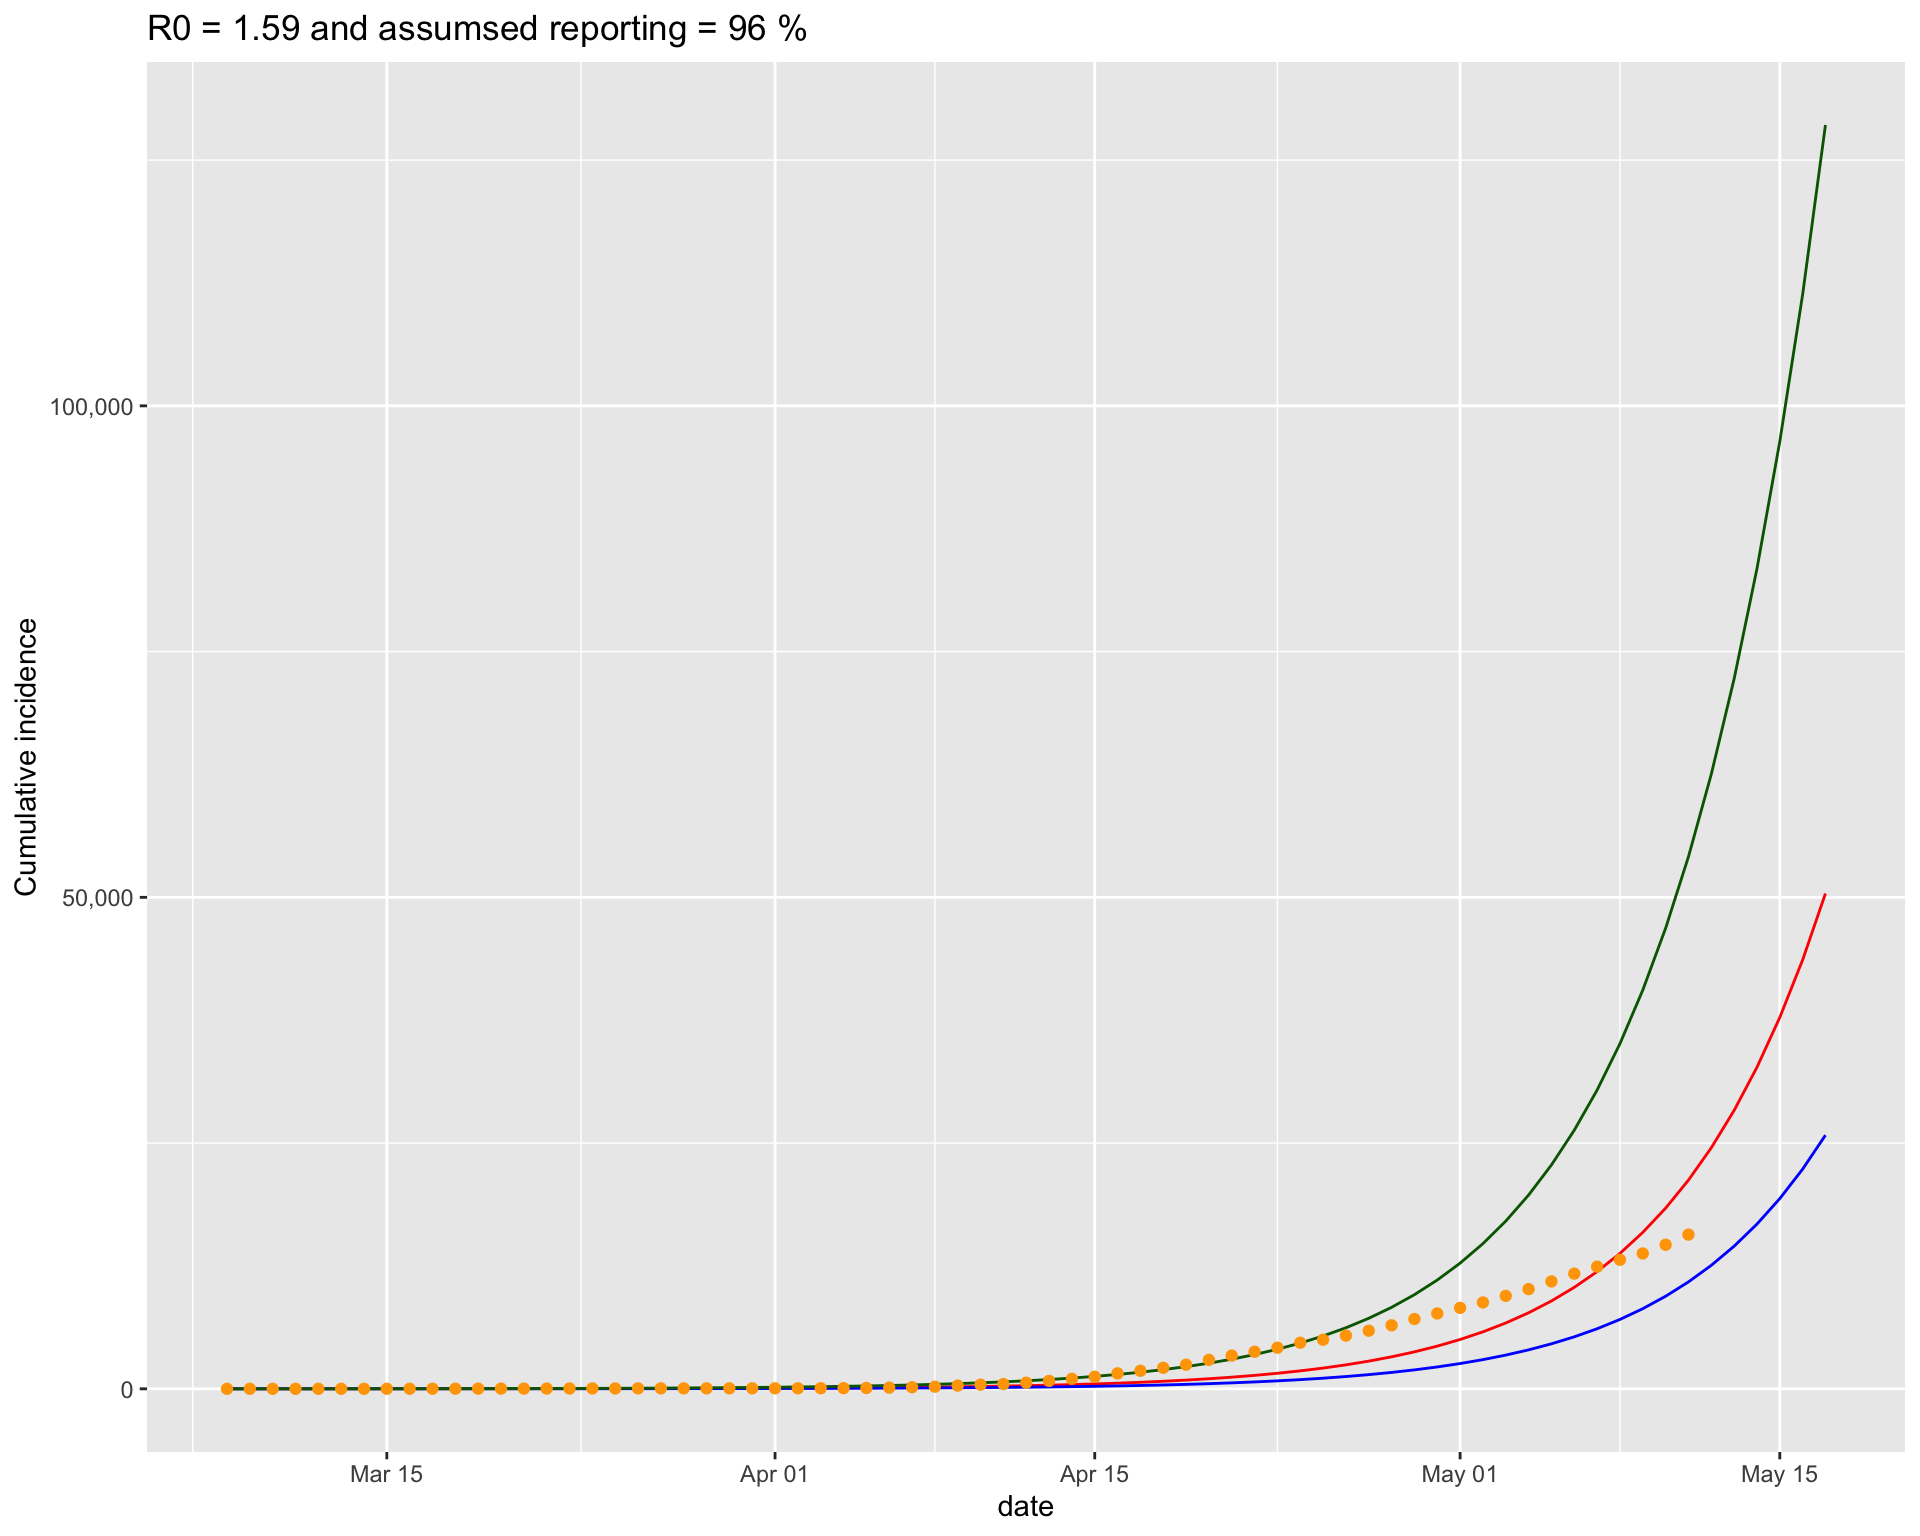 R0 = 1.59 and assumsed reporting = 96 %
Cumulative incidence
100,000
50,000
0
Mar 15
Apr 01
Apr 15
May 01
May 15
date